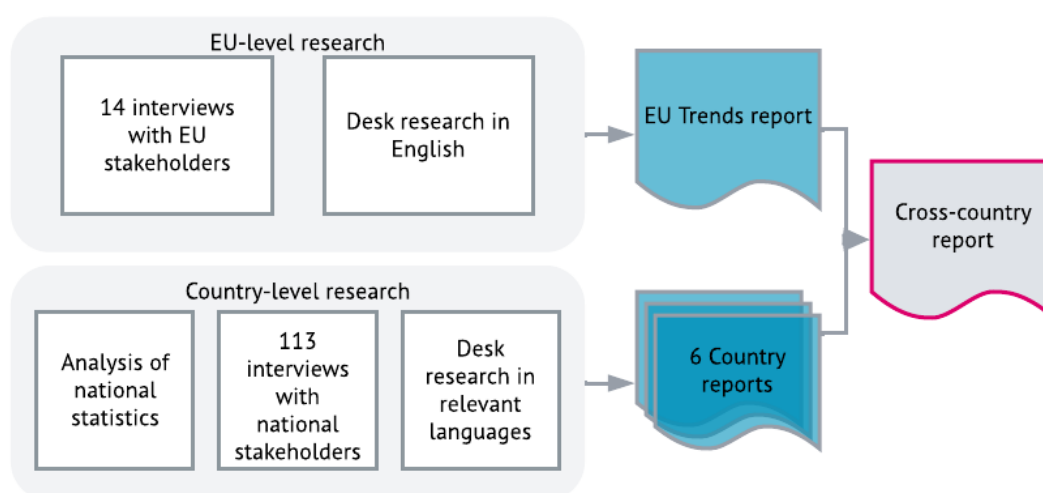 EU-level research
14 interviews
with EU
stakeholders
Desk research in
English
EU Trends report
Cross-country
report
Country-level research
Analysis of
national
statistics
113
interviews
with
national
stakeholders
Desk
research in
relevant
languages
6 Country
reports